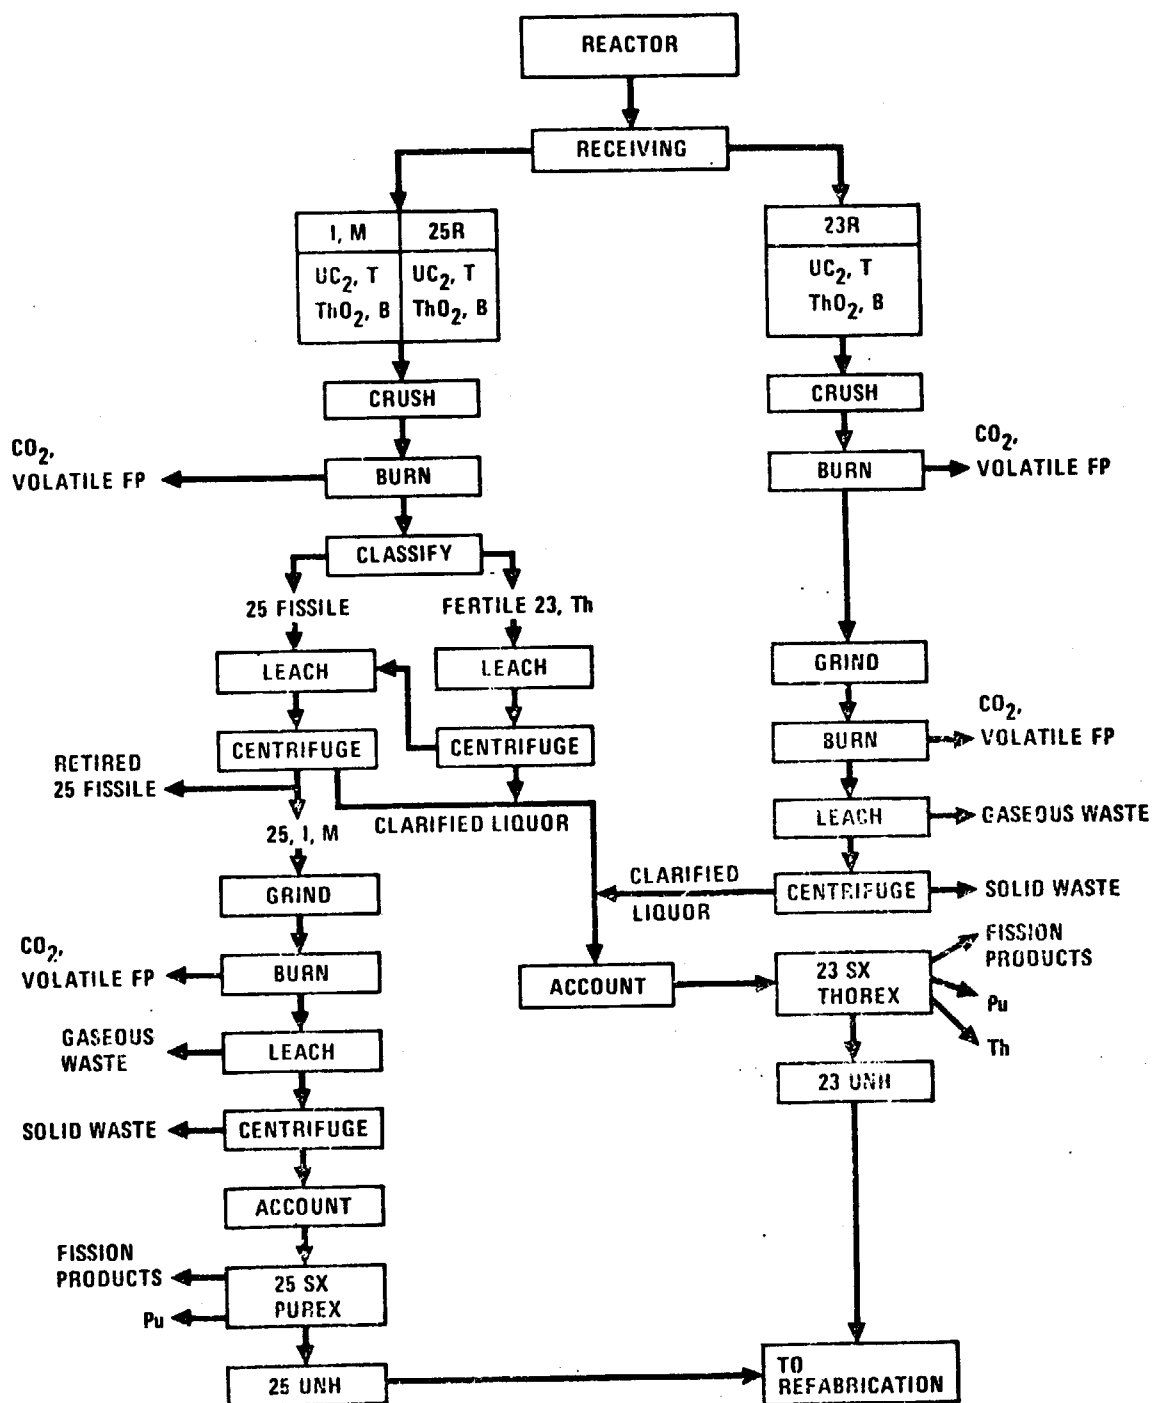 REACTOR
RECEIVING
I, M
25R
23R
UC2, T
ThO2, B
UC2, T
ThO2, B
UC2, T
ThO2, B
CRUSH
CRUSH
CO2,
VOLATILE FP
BURN
BURN
CO2,
VOLATILE FP
CLASSIFY
25 FISSILE
FERTILE 23, Th
LEACH
LEACH
GRIND
CENTRIFUGE
CENTRIFUGE
BURN
CO2,
VOLATILE FP
RETIRED
25 FISSILE
25, I, M
CLARIFIED LIQUOR
LEACH
GASEOUS WASTE
GRIND
CLARIFIED
LIQUOR
CENTRIFUGE
SOLID WASTE
CO2,
VOLATILE FP
BURN
ACCOUNT
23 SX
THOREX
FISSION
PRODUCTS
Pu
Th
GASEOUS
WASTE
LEACH
23 UNH
SOLID WASTE
CENTRIFUGE
ACCOUNT
FISSION
PRODUCTS
Pu
25 SX
PUREX
25 UNH
TO
REFABRICATION